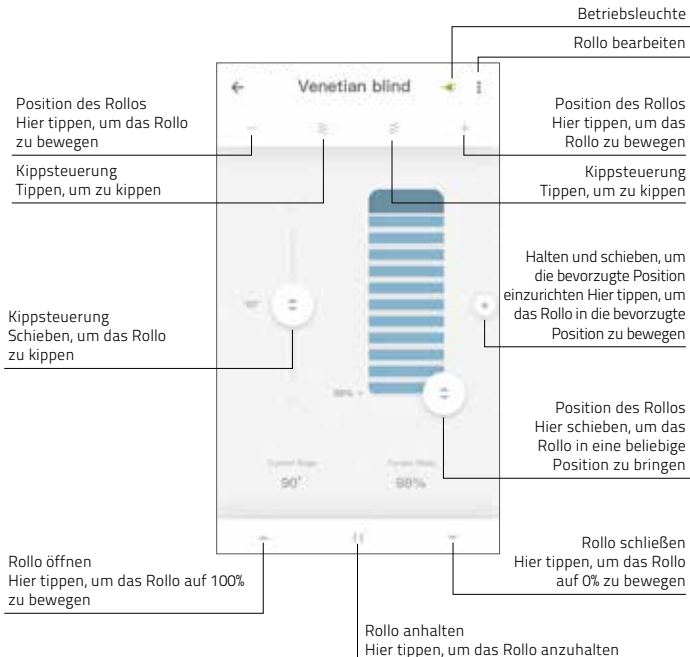 Betriebsleuchte
Rollo bearbeiten
Venetian blind
Position des Rollos
Hier tippen, um das Rollo
zu bewegen
Kippsteuerung
Tippen, um zu kippen
Position des Rollos
Hier tippen, um das
Rollo zu bewegen
Kippsteuerung
Tippen, um zu kippen
Halten und schieben, um
die bevorzugte Position
einzurichten Hier tippen, um
das Rollo in die bevorzugte
Position zu bewegen
Kippsteuerung
Schieben, um das Rollo
zu kippen
Position des Rollos
Hier schieben, um das
Rollo in eine beliebige
Position zu bringen
90°
98%
Rollo öffnen
Hier tippen, um das Rollo auf 100%
zu bewegen
Rollo schließen
Hier tippen, um das Rollo
auf 0% zu bewegen
Rollo anhalten
Hier tippen, um das Rollo anzuhalten